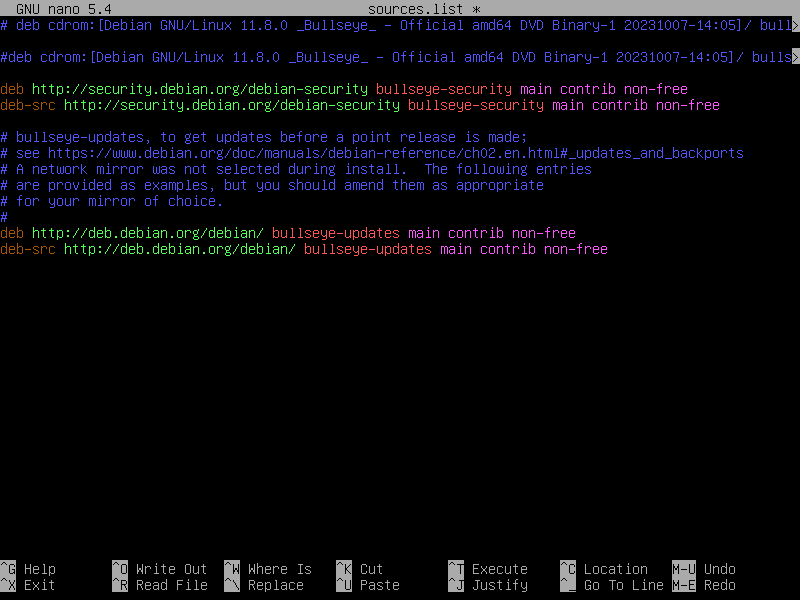 GNU nano 5.4 sources.list *
# deb cdrom:[Debian GNU/Linux 11.8.0 _Bullseye_ - Official amd64 DVD Binary-1 20231007-14:05]/ bull>
#deb cdrom:[Debian GNU/Linux 11.8.0 _Bullseye_ - Official amd64 DVD Binary-1 20231007-14:05]/ bulls>
deb http://security.debian.org/debian-security bullseye-security main contrib non-free
deb-src http://security.debian.org/debian-security bullseye-security main contrib non-free
# bullseye-updates, to get updates before a point release is made;
# see https://www.debian.org/doc/manuals/debian-reference/ch02.en.html#_updates_and_backports
# A network mirror was not selected during install.  The following entries
# are provided as examples, but you should amend them as appropriate
# for your mirror of choice.
#
deb http://deb.debian.org/debian/ bullseye-updates main contrib non-free
deb-src http://deb.debian.org/debian/ bullseye-updates main contrib non-free
^G Help ^O Write Out ^W Where Is ^K Cut ^T Execute ^C Location M-U Undo
^X Exit ^R Read File ^\ Replace ^U Paste ^J Justify ^_ Go To Line M-E Redo